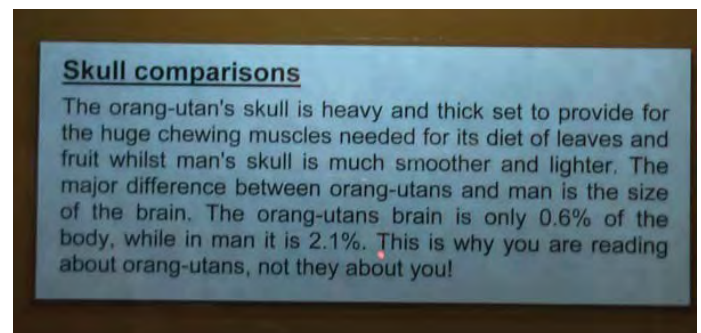 Skull comparisons
The orang-utan's skull is heavy and thick set to provide for
the huge chewing muscles needed for its diet of leaves and
fruit whilst man's skull is much smoother and lighter. The
major difference between orang-utans and man is the size
of the brain. The orang-utans brain is only 0.6% of the
body, while in man it is 2.1%. This is why you are reading
about orang-utans, not they about you!